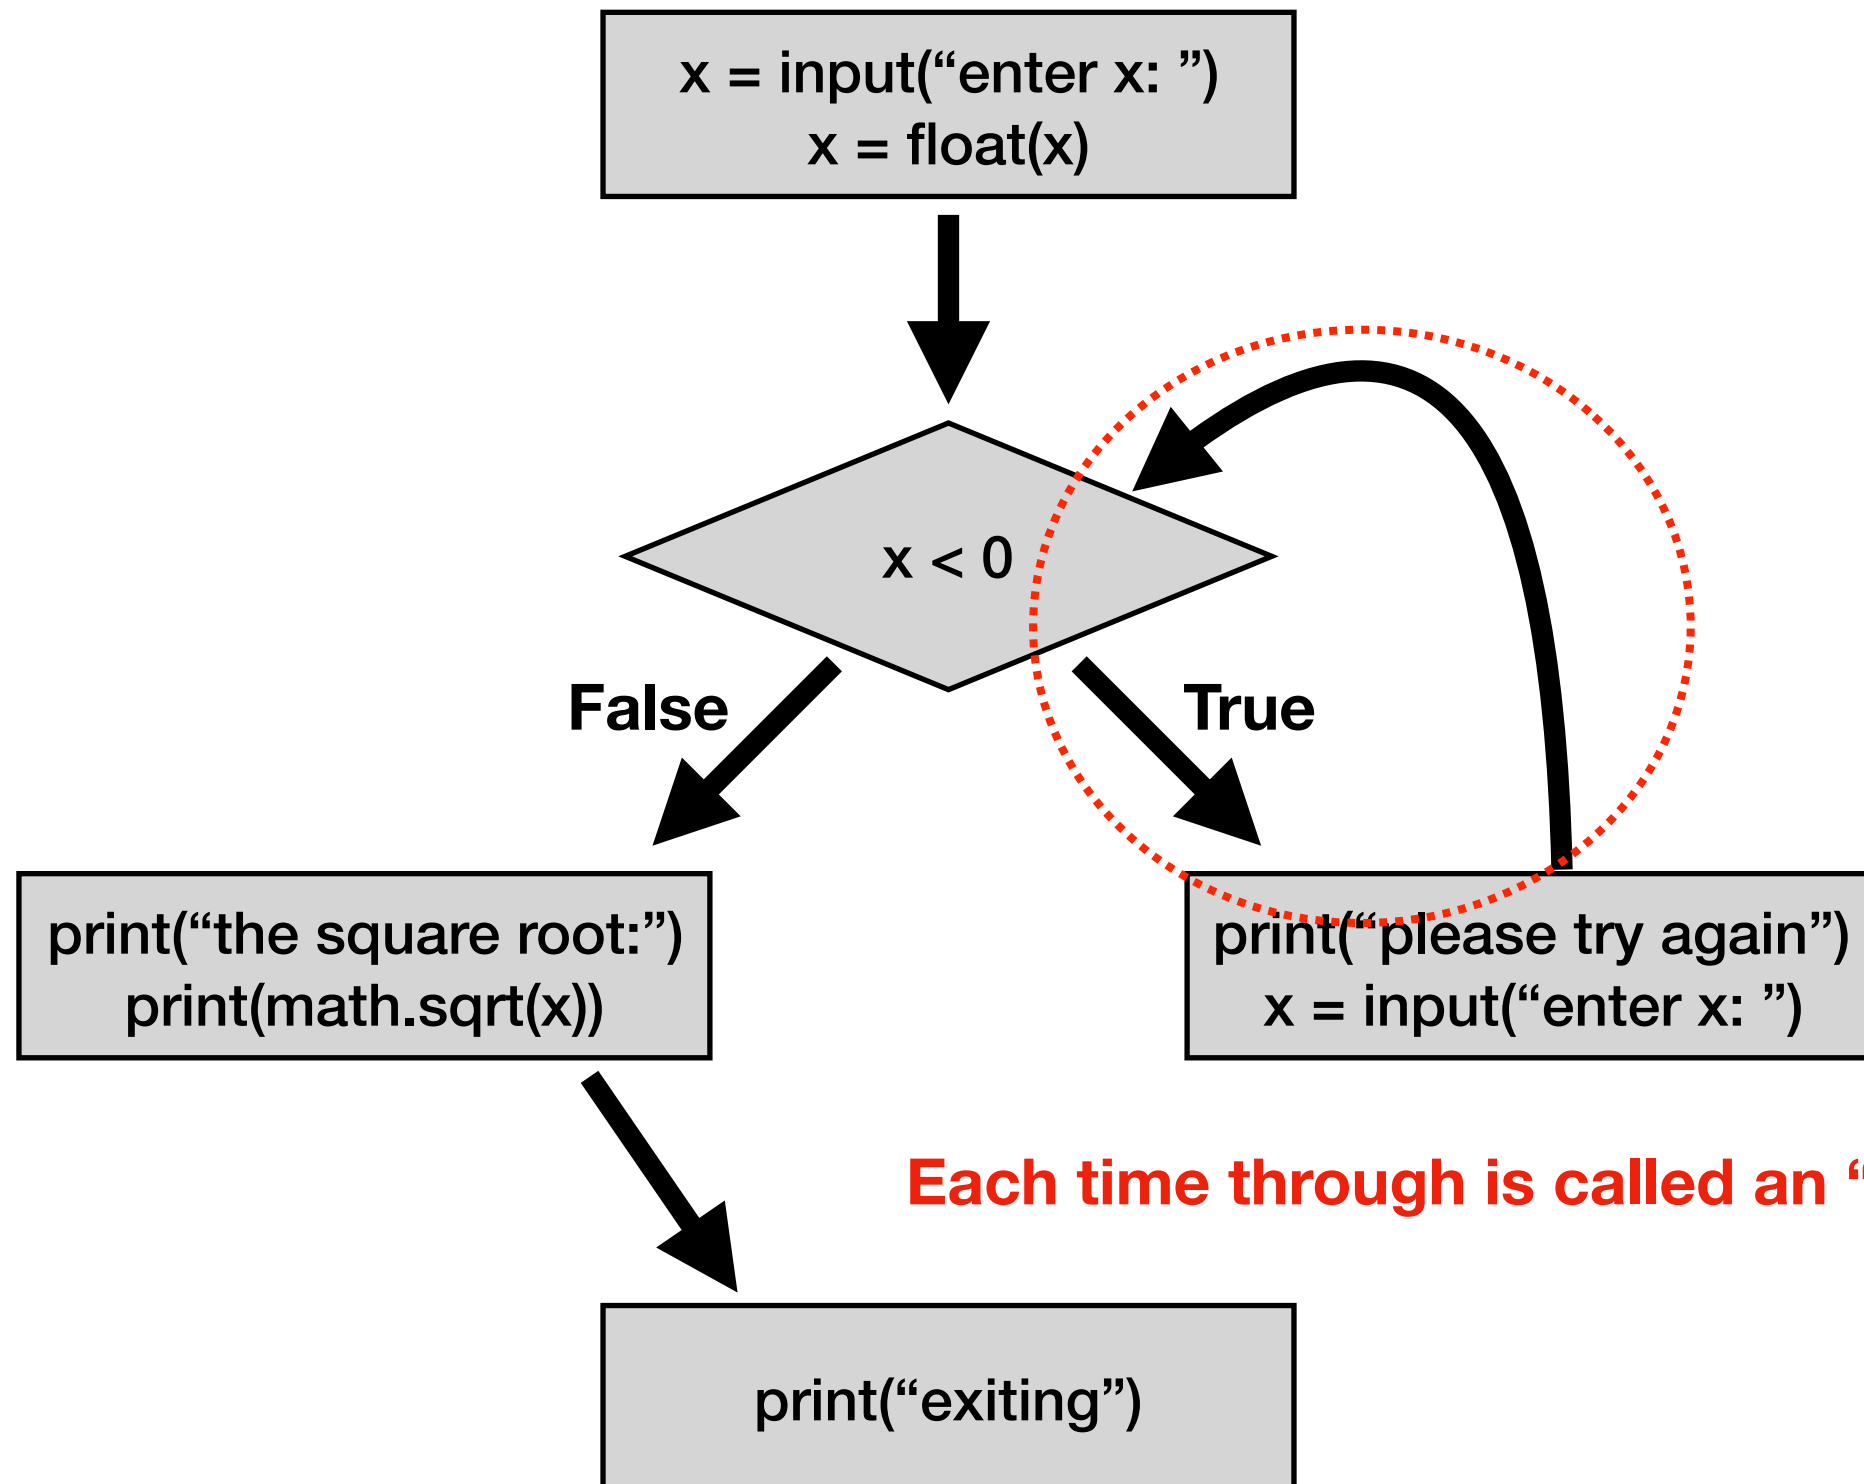 x = input(“enter x: ”)
x = float(x)
x < 0
False
True
print(“the square root:”)
print(math.sqrt(x))
print(“please try again”)
x = input(“enter x: ”)
Each time through is called an “
print(“exiting”)